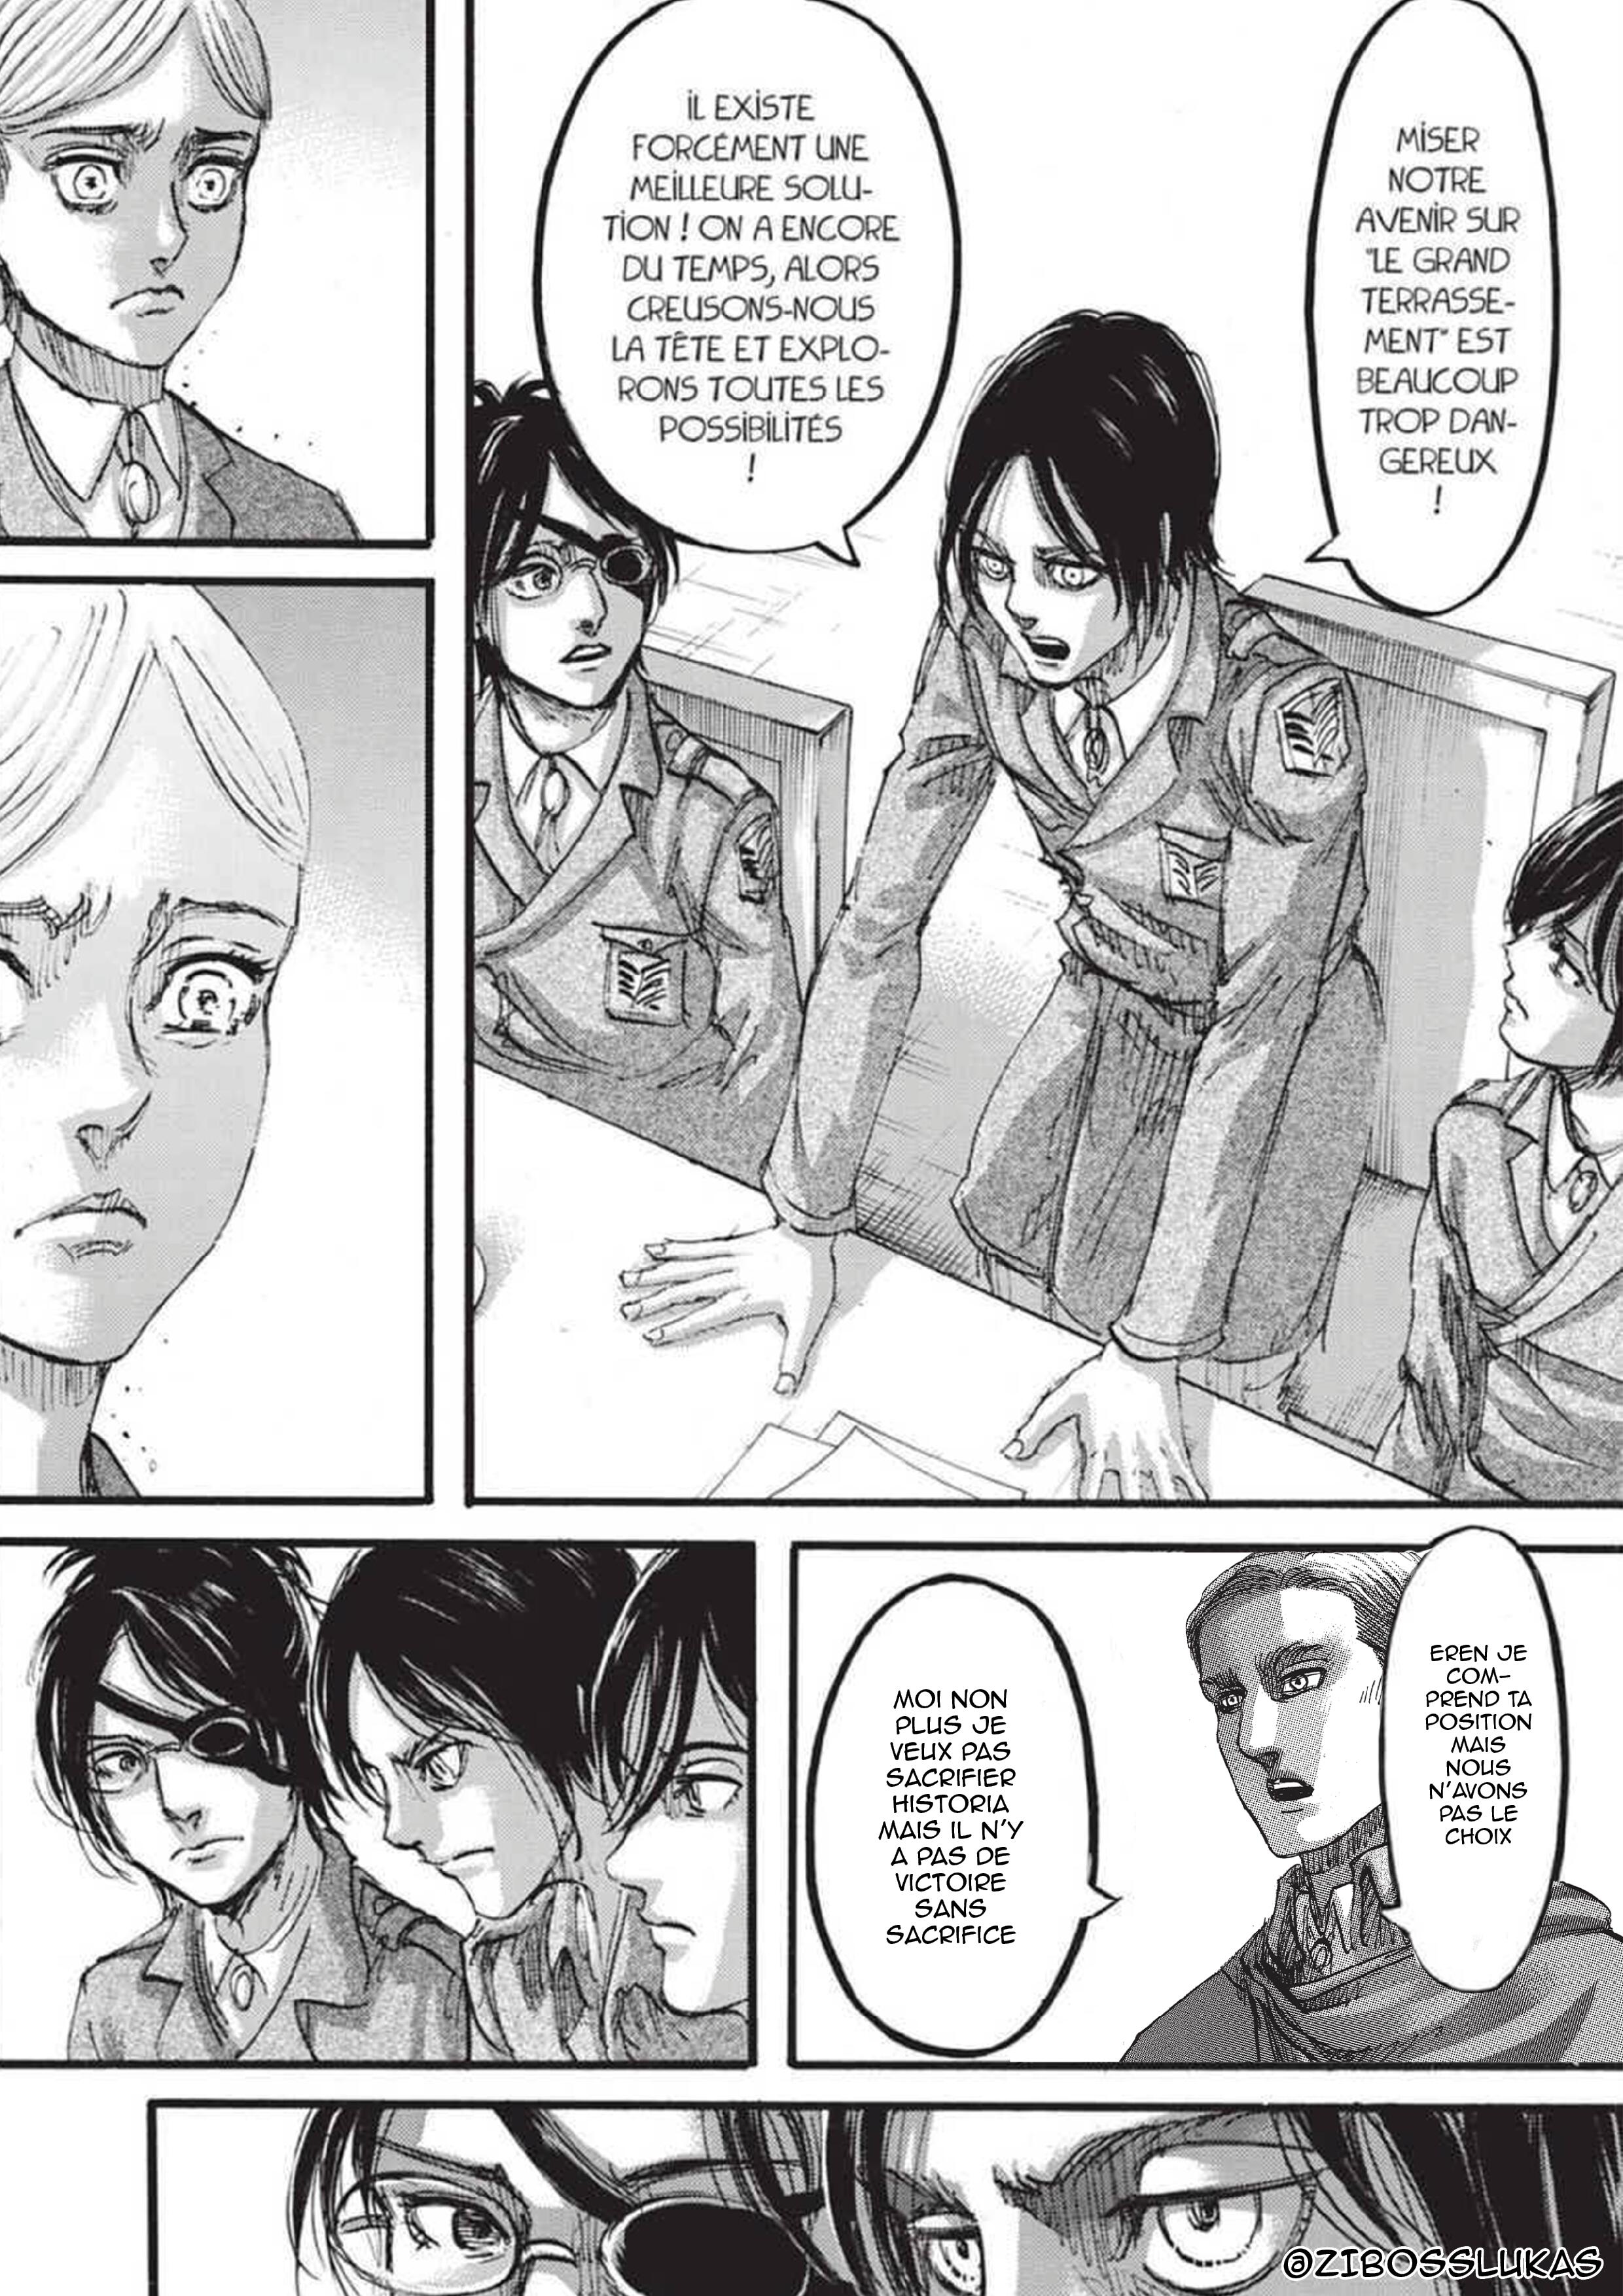 MISER
NOTRE
AVENIR SUR
"LE GRAND
TERRASSE-
MENT" EST
BEAUCOUP
TROP DAN-
GEREUX
!
IL EXISTE
FORCÉMENT UNE
MEILLEURE SOLU-
TION ! ON A ENCORE
DU TEMPS, ALORS
CREUSONS-NOUS
LA TÊTE ET EXPLO-
RONS TOUTES LES
POSSIBILITÉS
!
EREN JE
COM-
PREND TA
POSITION
MAIS
NOUS
N'AVONS
PAS LE
CHOIX
MOI NON
PLUS JE
VEUX PAS
SACRIFIER
HISTORIA
MAIS IL N'Y
A PAS DE
VICTOIRE
SANS
SACRIFICE
@ZIBOSSLUKAS